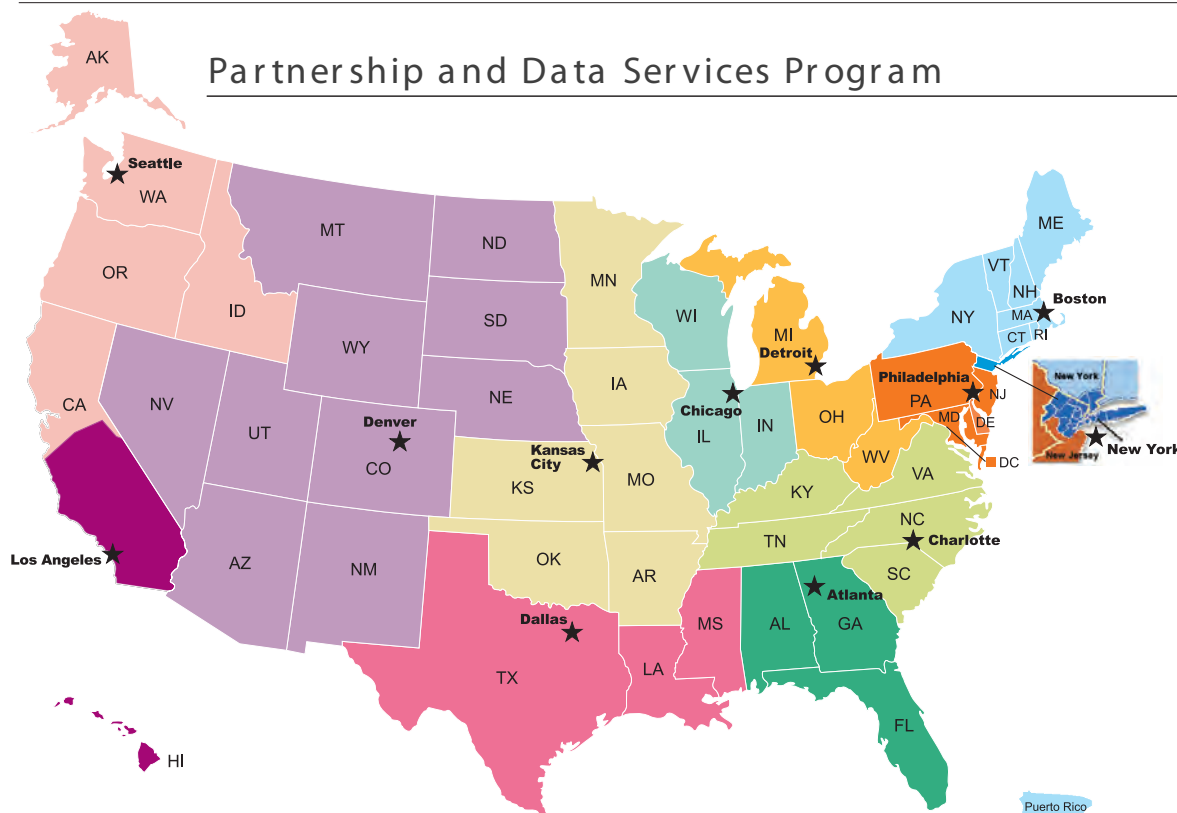 AK
Partnership and Data Services Program
Seattle
WA
MT
ND
MN
ME
VT
NH
OR
ID
SD
WI
MI
NY
MA
Boston
CT
RI
WY
Detroit
IA
NE
CA
NV
UT
Denver
CO
Chicago
IL
IN
OH
Philadelphia
PA
NJ
MD
DE
New York
New York
New Jersey
DC
Kansas
City
KS
MO
WV
VA
KY
NC
Charlotte
TN
SC
Los Angeles
AZ
NM
OK
AR
Atlanta
Dallas
MS
AL
GA
TX
LA
FL
HI
Puerto Rico